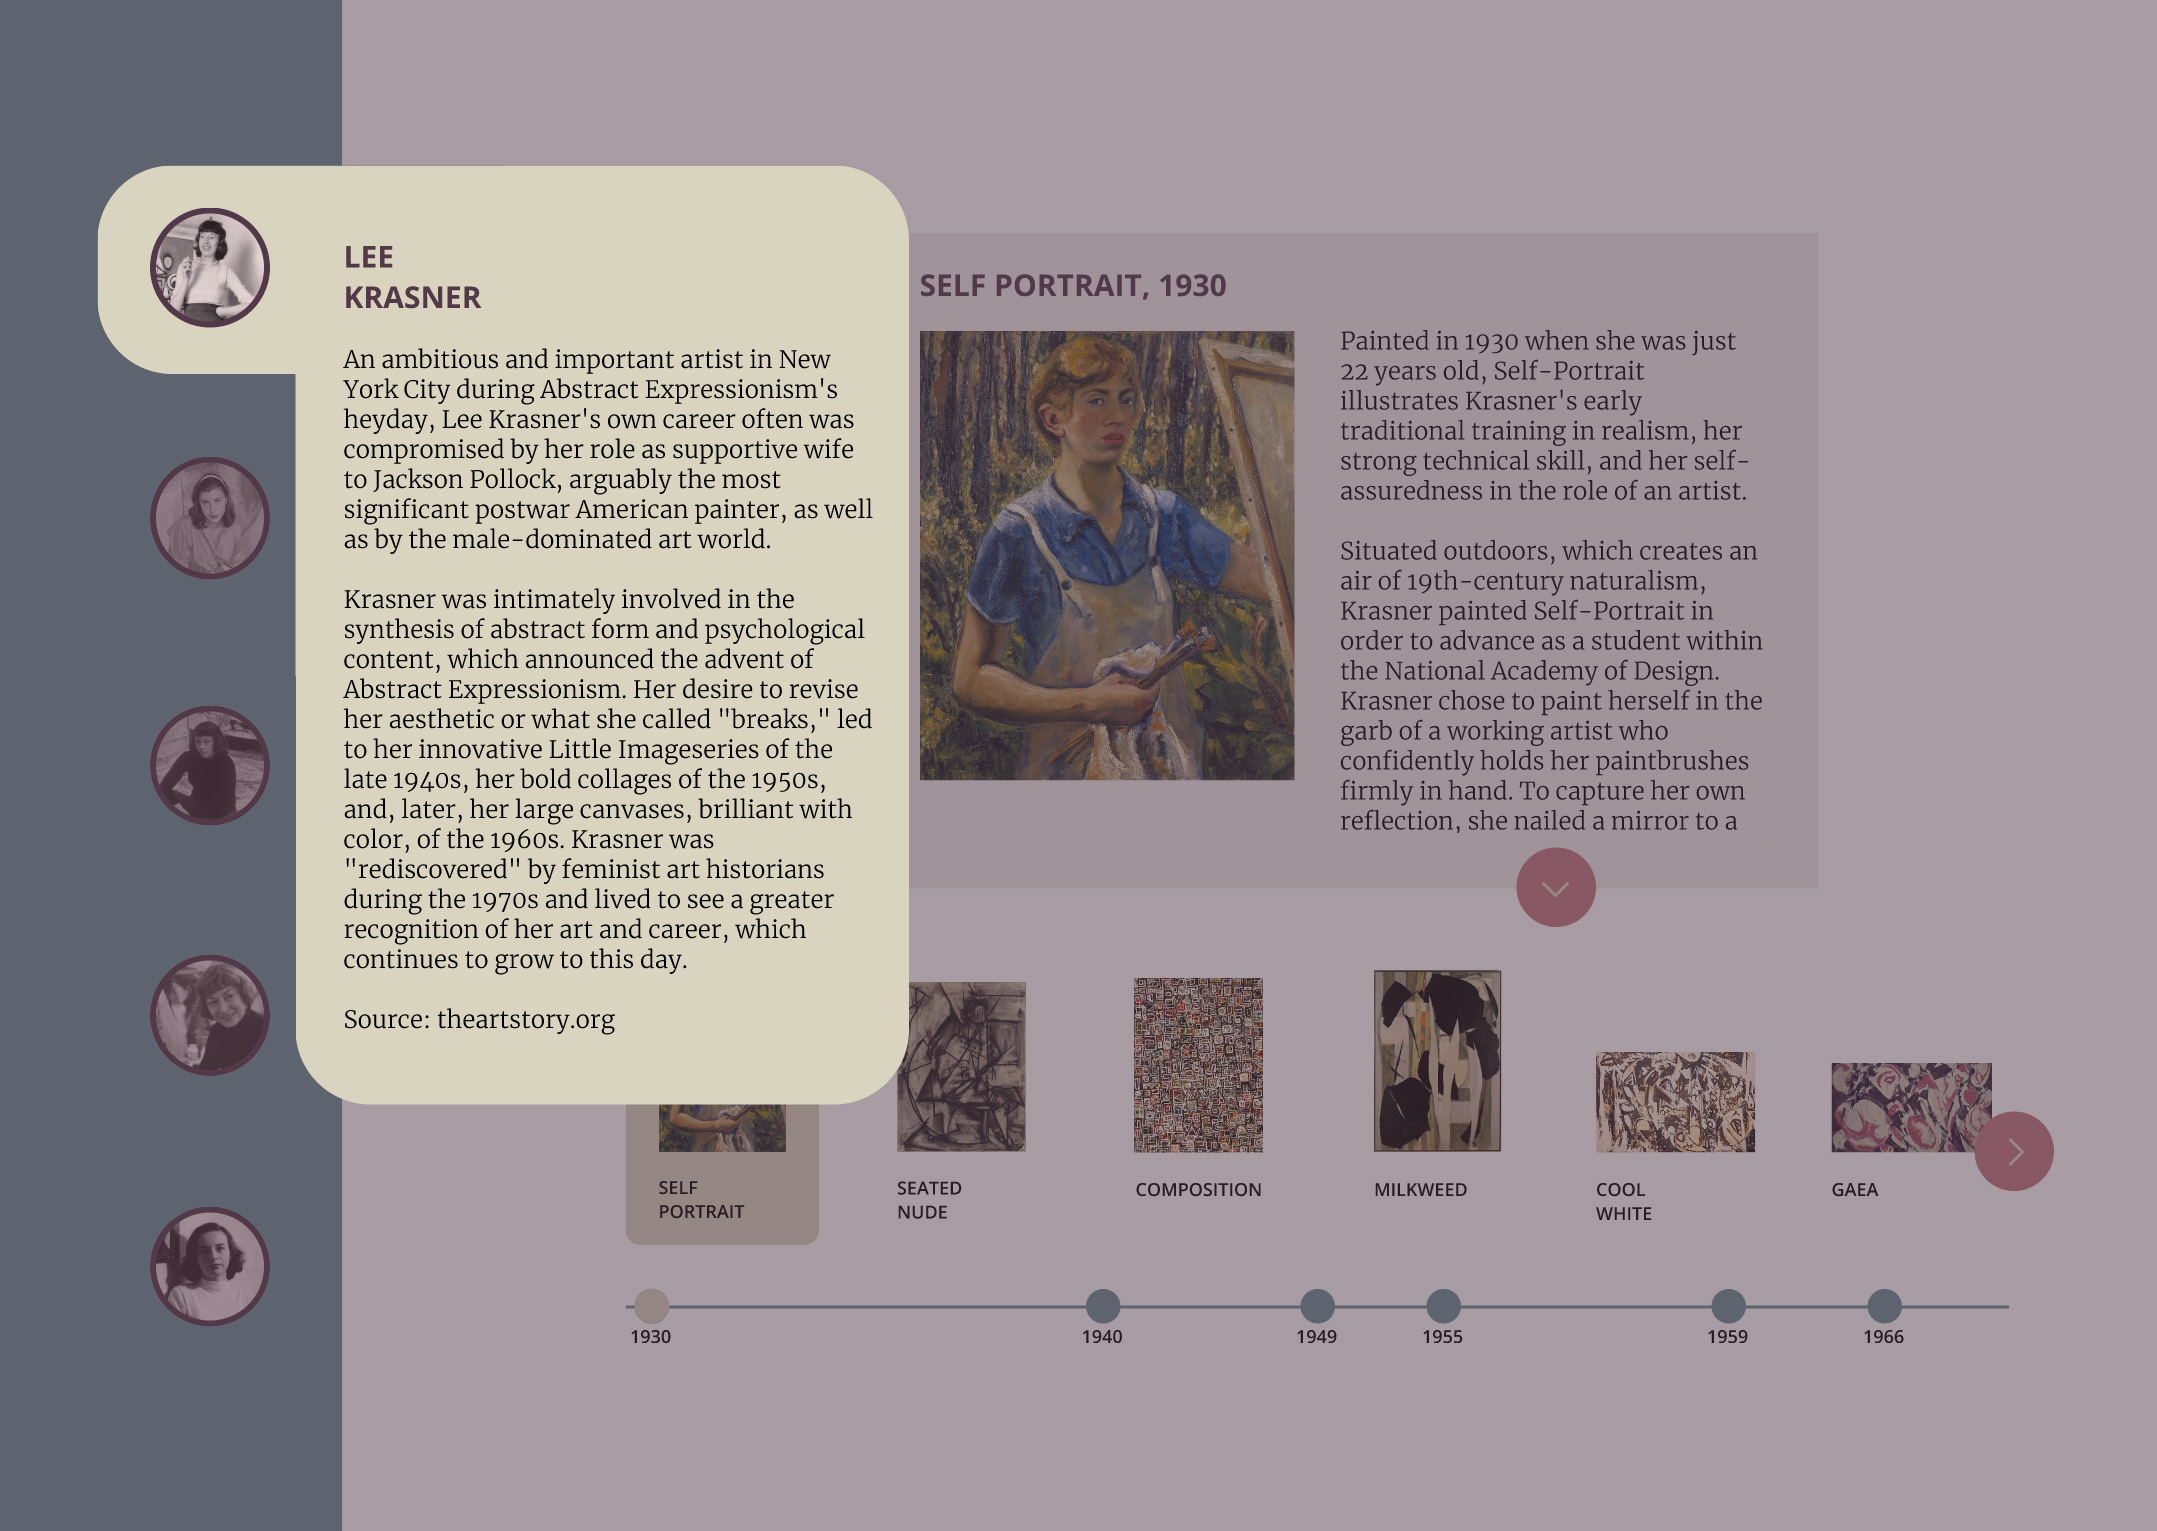 LEE
KRASNER
An ambitious and important artist in New
York City during Abstract Expressionism's
heyday, Lee Krasner's own career often was
compromised by her role as supportive wife
to Jackson Pollock, arguably the most
significant postwar American painter, as well
as by the male-dominated art world.
Krasner was intimately involved in the
synthesis of abstract form and psychological
content, which announced the advent of
Abstract Expressionism. Her desire to revise
her aesthetic or what she called "breaks," led
to her innovative Little Imageseries of the
late 1940s, her bold collages of the 1950s,
and, later, her large canvases, brilliant with
color, of the 1960s. Krasner was
"rediscovered" by feminist art historians
during the 1970s and lived to see a greater
recognition of her art and career, which
continues to grow to this day.
Source: theartstory.org
SELF PORTRAIT, 1930
Painted in 1930 when she was just
22 years old, Self-Portrait
illustrates Krasner's early
traditional training in realism, her
strong technical skill, and her self-
assuredness in the role of an artist.
Situated outdoors, which creates an
air of 19th-century naturalism,
Krasner painted Self-Portrait in
order to advance as a student within
the National Academy of Design.
Krasner chose to paint herself in the
garb of a working artist who
confidently holds her paintbrushes
firmly in hand. To capture her own
reflection, she nailed a mirror to a
SELF
PORTRAIT
SEATED
NUDE
COMPOSITION
MILKWEED
COOL
WHITE
GAEA
1930
1940
1949
1955
1959
1966